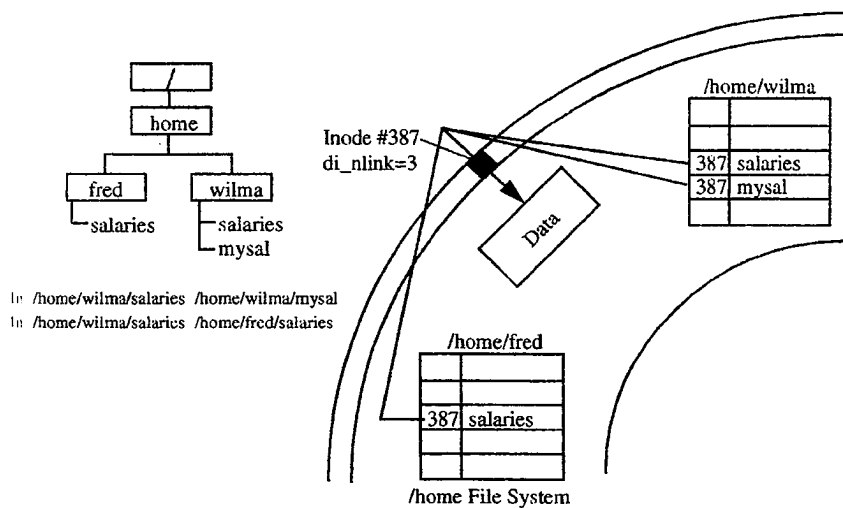 /
home
fred
wilma
salaries
salaries
mysal
ln /home/wilma/salaries /home/wilma/mysal
ln /home/wilma/salaries /home/fred/salaries
Inode #387
di_nlink=3
Data
/home/wilma
387 salaries
387 mysal
/home/fred
387 salaries
/home File System